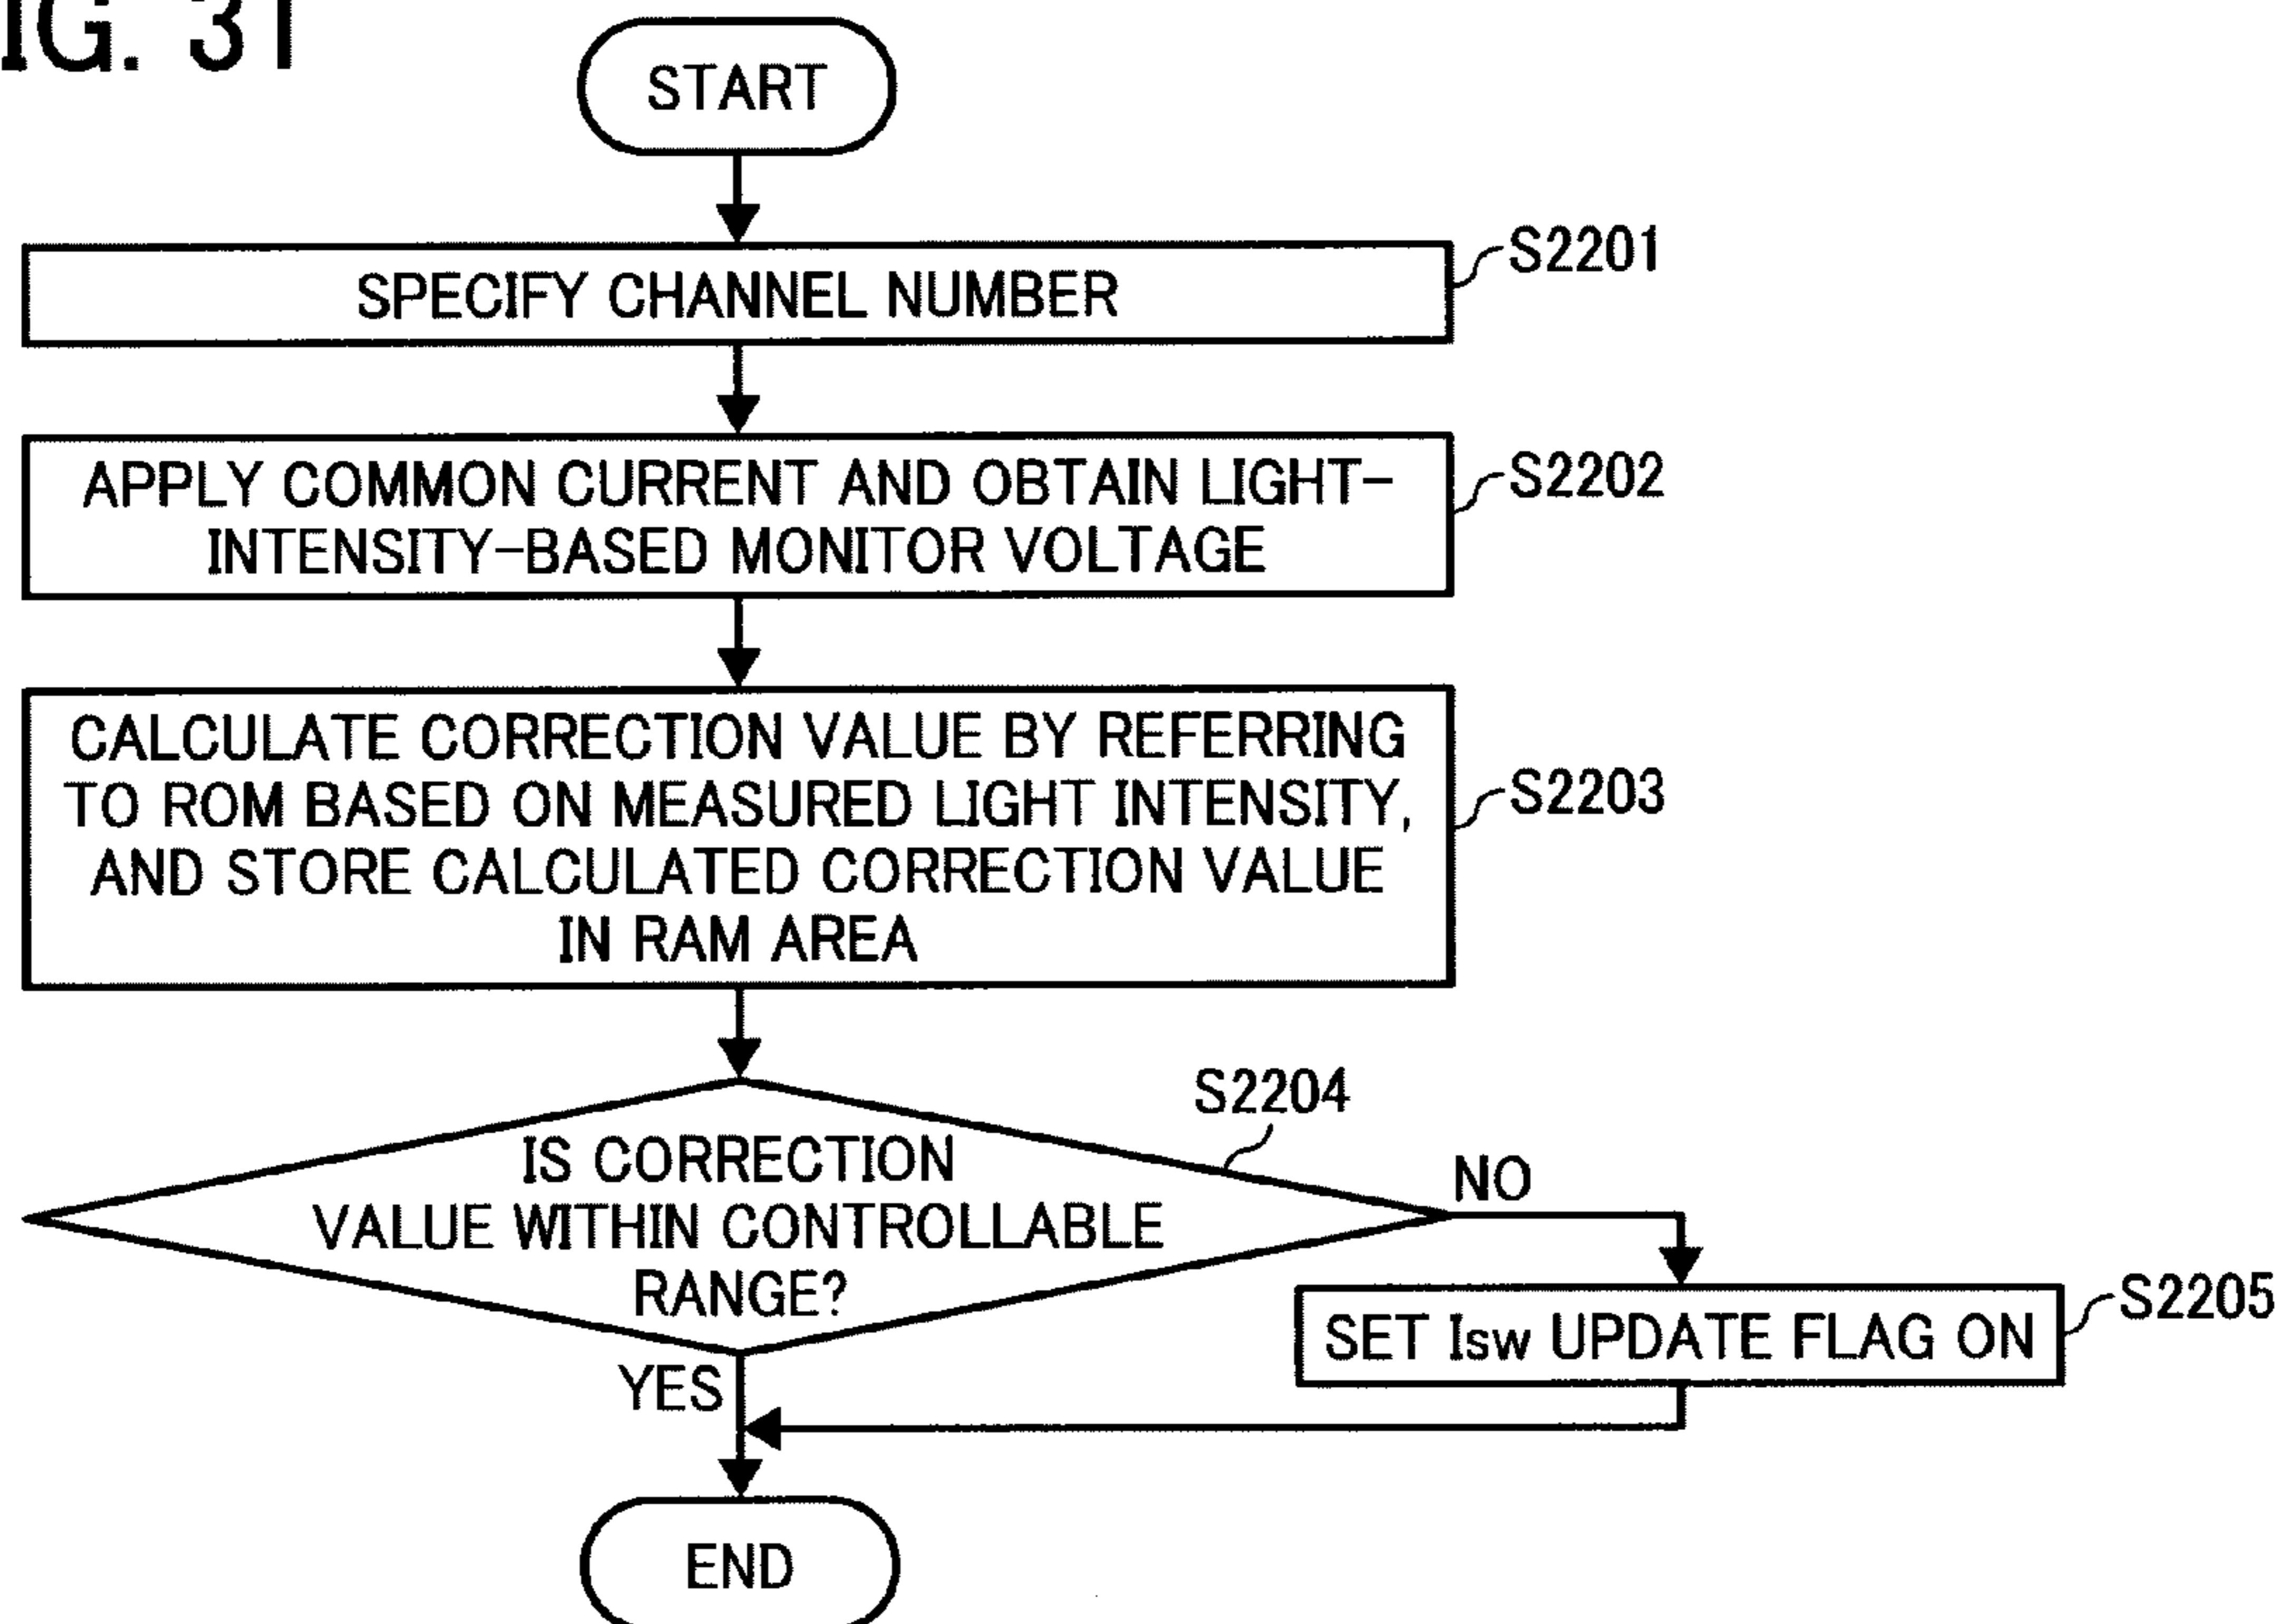 IG. 31
START
SPECIFY CHANNEL NUMBER
S2201
APPLY COMMON CURRENT AND OBTAIN LIGHT-
INTENSITY-BASED MONITOR VOLTAGE
S2202
CALCULATE CORRECTION VALUE BY REFERRING
TO ROM BASED ON MEASURED LIGHT INTENSITY,
AND STORE CALCULATED CORRECTION VALUE
IN RAM AREA
S2203
S2204
IS CORRECTION
VALUE WITHIN CONTROLLABLE
RANGE?
NO
SET Isw UPDATE FLAG ON
S2205
YES
END